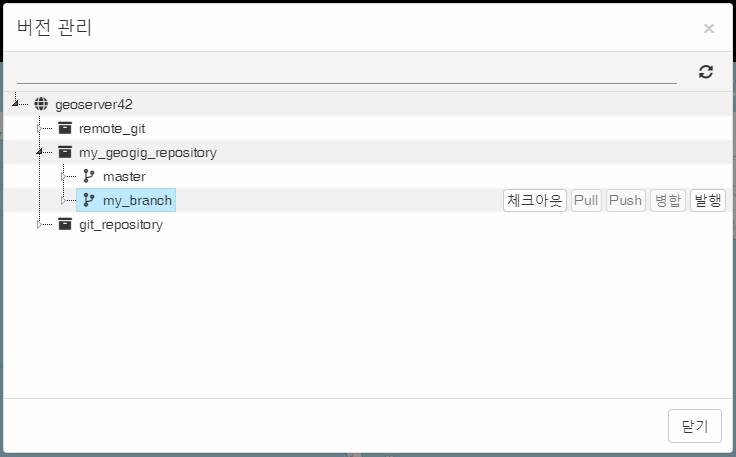 버전 관리
×
geoserver42
remote_git
my_geogig_repository
master
my_branch 체크아웃 Pull Push 병합 발행
git_repository
닫기